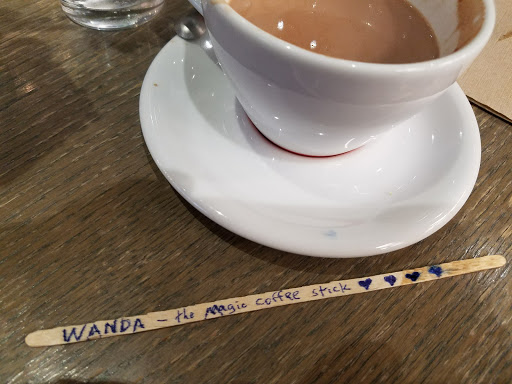 WANDA - the Magic coffee stick ♥ ♥ ♥ ♥